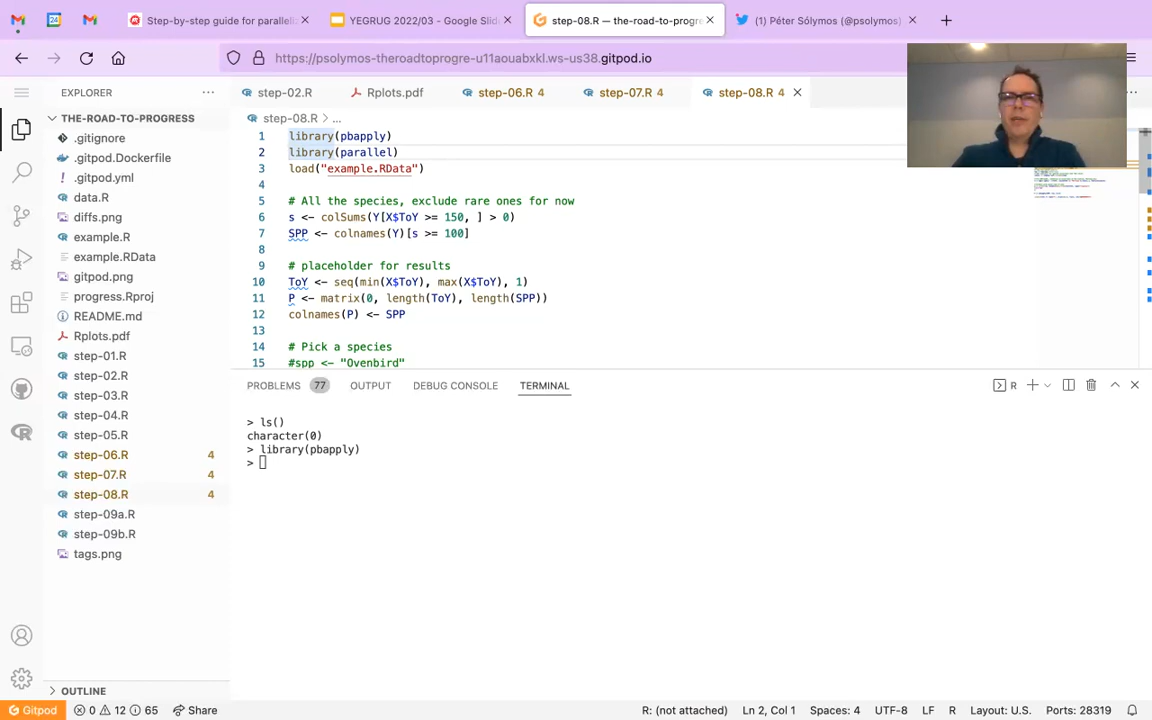 Step-by-step guide for paralleliz
YEGRUG 2022/03 - Google Slide
step-08.R — the-road-to-progre
(1) Péter Sólymos (@psolymos)
https://psolymos-theroadtoprogre-u11aouabxkl.ws-us38.gitpod.io
EXPLORER
step-02.R
Rplots.pdf
step-06.R 4
step-07.R 4
step-08.R 4
THE-ROAD-TO-PROGRESS
.gitignore
.gitpod.Dockerfile
.gitpod.yml
data.R
diffs.png
example.R
example.RData
gitpod.png
progress.Rproj
README.md
Rplots.pdf
step-01.R
step-02.R
step-03.R
step-04.R
step-05.R
step-06.R 4
step-07.R 4
step-08.R 4
step-09a.R
step-09b.R
tags.png
OUTLINE
step-08.R > ...
1 library(pbapply)
2 library(parallel)
3 load("example.RData")
4
5 # All the species, exclude rare ones for now
6 s <- colSums(Y[X$ToY >= 150, ] > 0)
7 SPP <- colnames(Y)[s >= 100]
8
9 # placeholder for results
10 ToY <- seq(min(X$ToY), max(X$ToY), 1)
11 P <- matrix(0, length(ToY), length(SPP))
12 colnames(P) <- SPP
13
14 # Pick a species
15 #spp <- "Ovenbird"
PROBLEMS 77 OUTPUT DEBUG CONSOLE TERMINAL
R
> ls()
character(0)
> library(pbapply)
>
Gitpod
0 12 65
Share
R: (not attached)
Ln 2, Col 1
Spaces: 4
UTF-8
LF
R
Layout: U.S.
Ports: 28319